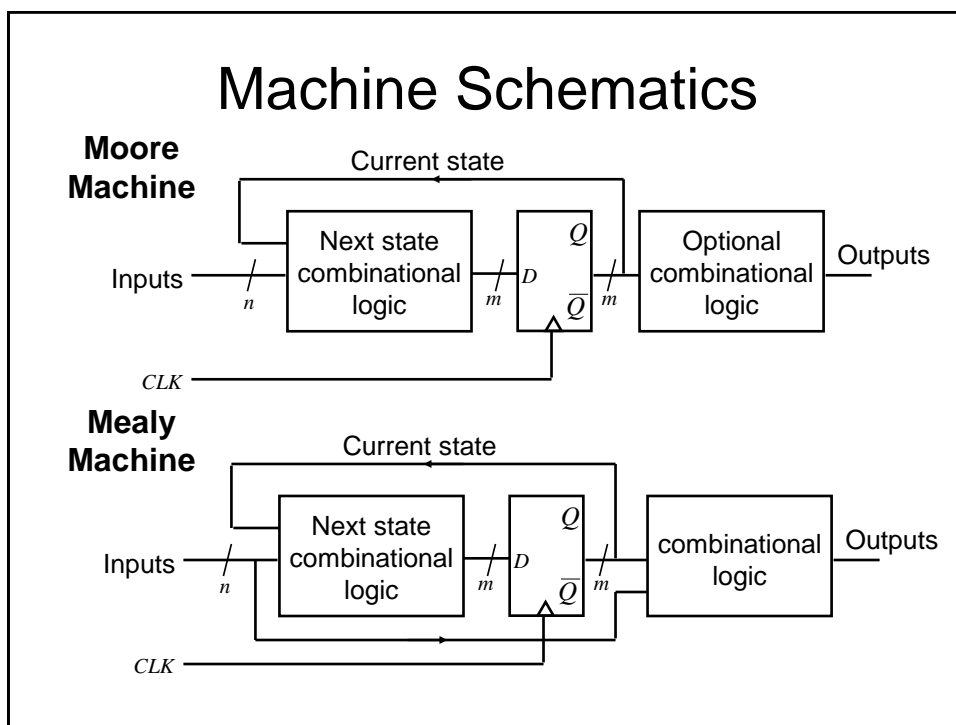 Machine Schematics
Moore
Machine
Current state
Next state
combinational
logic
Inputs
n
m
D
Q
Q̅
m
Optional
combinational
logic
Outputs
CLK
Mealy
Machine
Current state
Next state
combinational
logic
Inputs
n
m
D
Q
Q̅
m
combinational
logic
Outputs
CLK